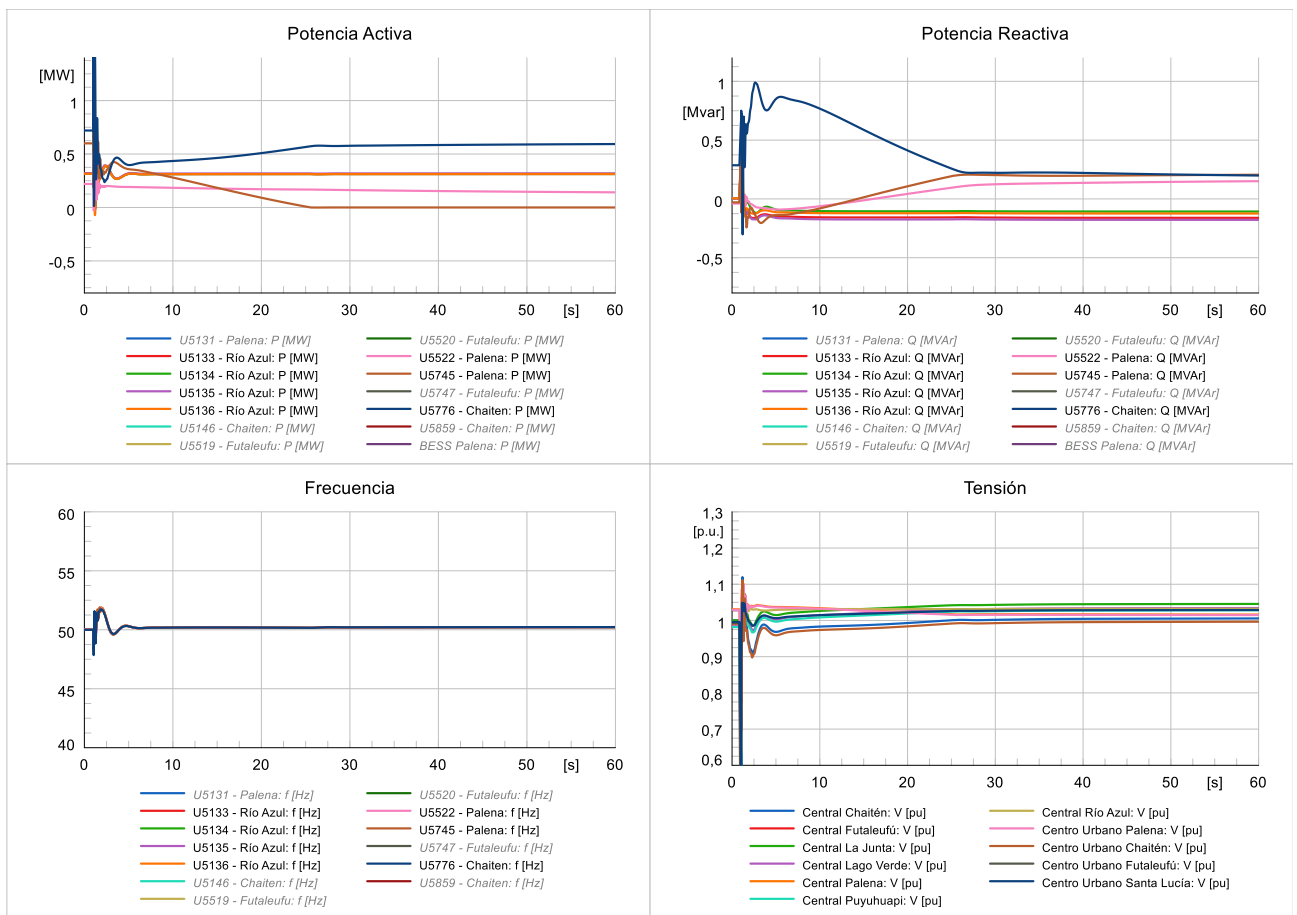 Potencia Activa
[MW]
1
0,5
0
-0,5
0 10 20 30 40 50 [s] 60
U5131 - Palena: P [MW] U5520 - Futaleufu: P [MW]
U5133 - Río Azul: P [MW] U5522 - Palena: P [MW]
U5134 - Río Azul: P [MW] U5745 - Palena: P [MW]
U5135 - Río Azul: P [MW] U5747 - Futaleufu: P [MW]
U5136 - Río Azul: P [MW] U5776 - Chaiten: P [MW]
U5146 - Chaiten: P [MW] U5859 - Chaiten: P [MW]
U5519 - Futaleufu: P [MW] BESS Palena: P [MW]
Potencia Reactiva
1
[Mvar]
0,5
0
-0,5
0 10 20 30 40 50 [s] 60
U5131 - Palena: Q [MVAr] U5520 - Futaleufu: Q [MVAr]
U5133 - Río Azul: Q [MVAr] U5522 - Palena: Q [MVAr]
U5134 - Río Azul: Q [MVAr] U5745 - Palena: Q [MVAr]
U5135 - Río Azul: Q [MVAr] U5747 - Futaleufu: Q [MVAr]
U5136 - Río Azul: Q [MVAr] U5776 - Chaiten: Q [MVAr]
U5146 - Chaiten: Q [MVAr] U5859 - Chaiten: Q [MVAr]
U5519 - Futaleufu: Q [MVAr] BESS Palena: Q [MVAr]
Frecuencia
60
55
50
45
40
0 10 20 30 40 50 [s] 60
U5131 - Palena: f [Hz] U5520 - Futaleufu: f [Hz]
U5133 - Río Azul: f [Hz] U5522 - Palena: f [Hz]
U5134 - Río Azul: f [Hz] U5745 - Palena: f [Hz]
U5135 - Río Azul: f [Hz] U5747 - Futaleufu: f [Hz]
U5136 - Río Azul: f [Hz] U5776 - Chaiten: f [Hz]
U5146 - Chaiten: f [Hz] U5859 - Chaiten: f [Hz]
U5519 - Futaleufu: f [Hz]
Tensión
1,3
[p.u.]
1,2
1,1
1
0,9
0,8
0,7
0,6
0 10 20 30 40 50 [s] 60
Central Chaitén: V [pu] Central Río Azul: V [pu]
Central Futaleufú: V [pu] Centro Urbano Palena: V [pu]
Central La Junta: V [pu] Centro Urbano Chaitén: V [pu]
Central Lago Verde: V [pu] Centro Urbano Futaleufú: V [pu]
Central Palena: V [pu] Centro Urbano Santa Lucía: V [pu]
Central Puyuhuapi: V [pu]